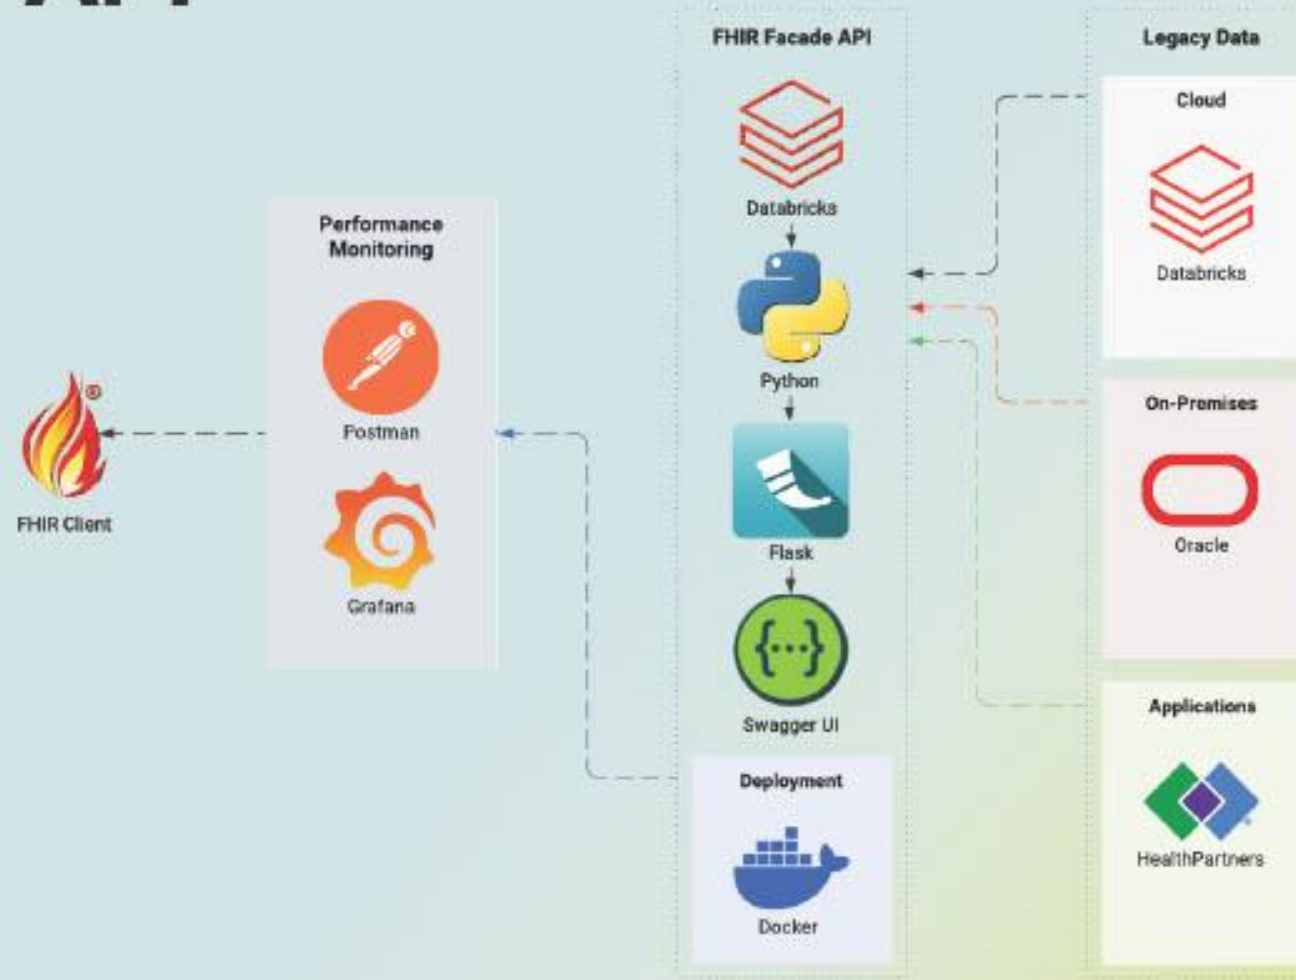 API
FHIR Facade API
Legacy Data
Cloud
Databricks
Databricks
Performance
Monitoring
Python
On-Premises
Postman
®
FHIR Client
Flask
Oracle
Grafana
Swagger UI
Applications
Deployment
HealthPartners
Docker